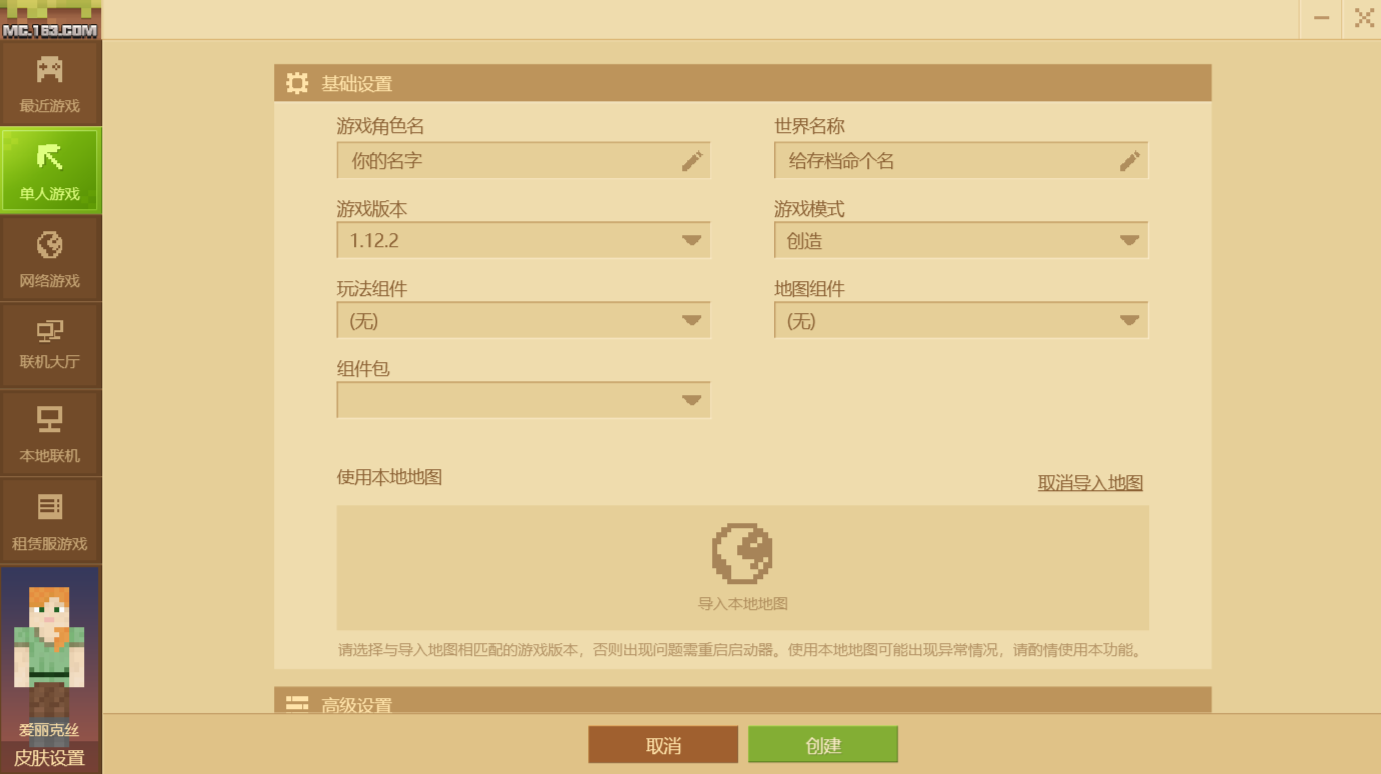 MC.163.COM
最近游戏
单人游戏
网络游戏
联机大厅
本地联机
租赁服游戏
爱丽克丝
皮肤设置
基础设置
游戏角色名
世界名称
你的名字
给存档命个名
游戏版本
游戏模式
1.12.2
创造
玩法组件
地图组件
(无)
(无)
组件包
使用本地地图
取消导入地图
导入本地地图
请选择与导入地图相匹配的游戏版本，否则出现问题需重启启动器。使用本地地图可能出现异常情况，请酌情使用本功能。
高级设置
取消
创建